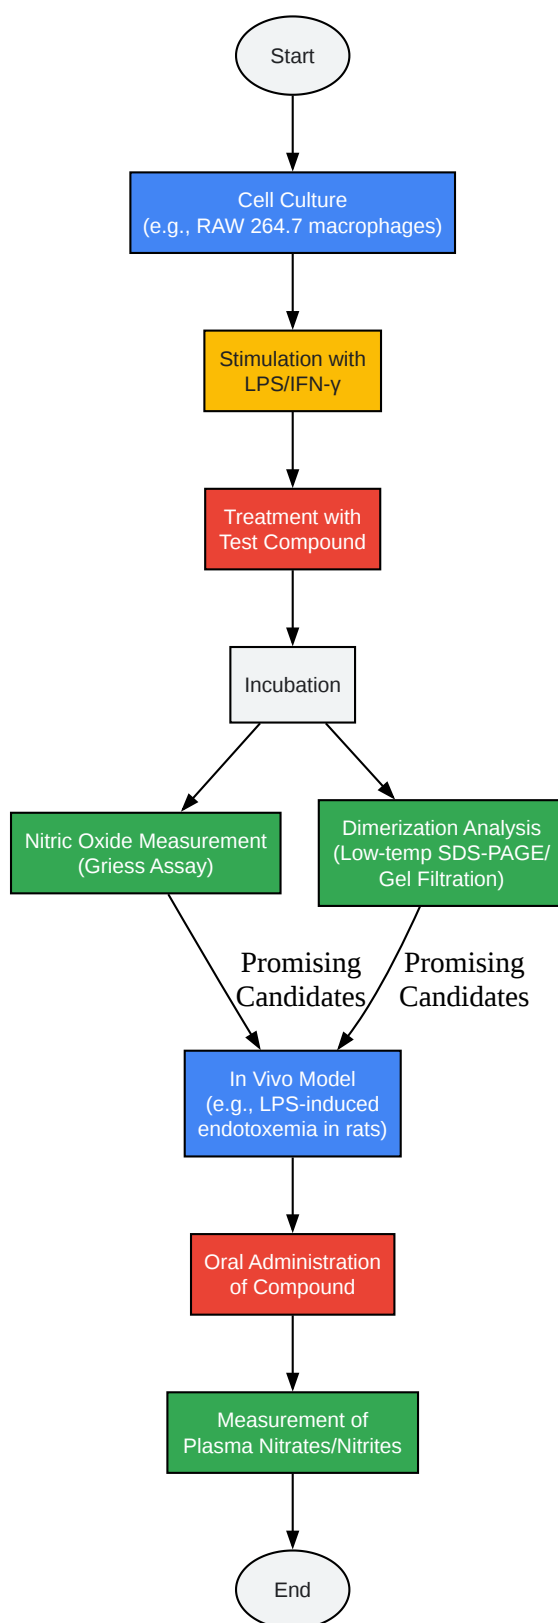 Start
Cell Culture
(e.g., RAW 264.7 macrophages)
Stimulation with
LPS/IFN-γ
Treatment with
Test Compound
Incubation
Nitric Oxide Measurement
(Griess Assay)
Dimerization Analysis
(Low-temp SDS-PAGE/
Gel Filtration)
Promising
Candidates
Promising
Candidates
In Vivo Model
(e.g., LPS-induced
endotoxemia in rats)
Oral Administration
of Compound
Measurement of
Plasma Nitrates/Nitrites
End